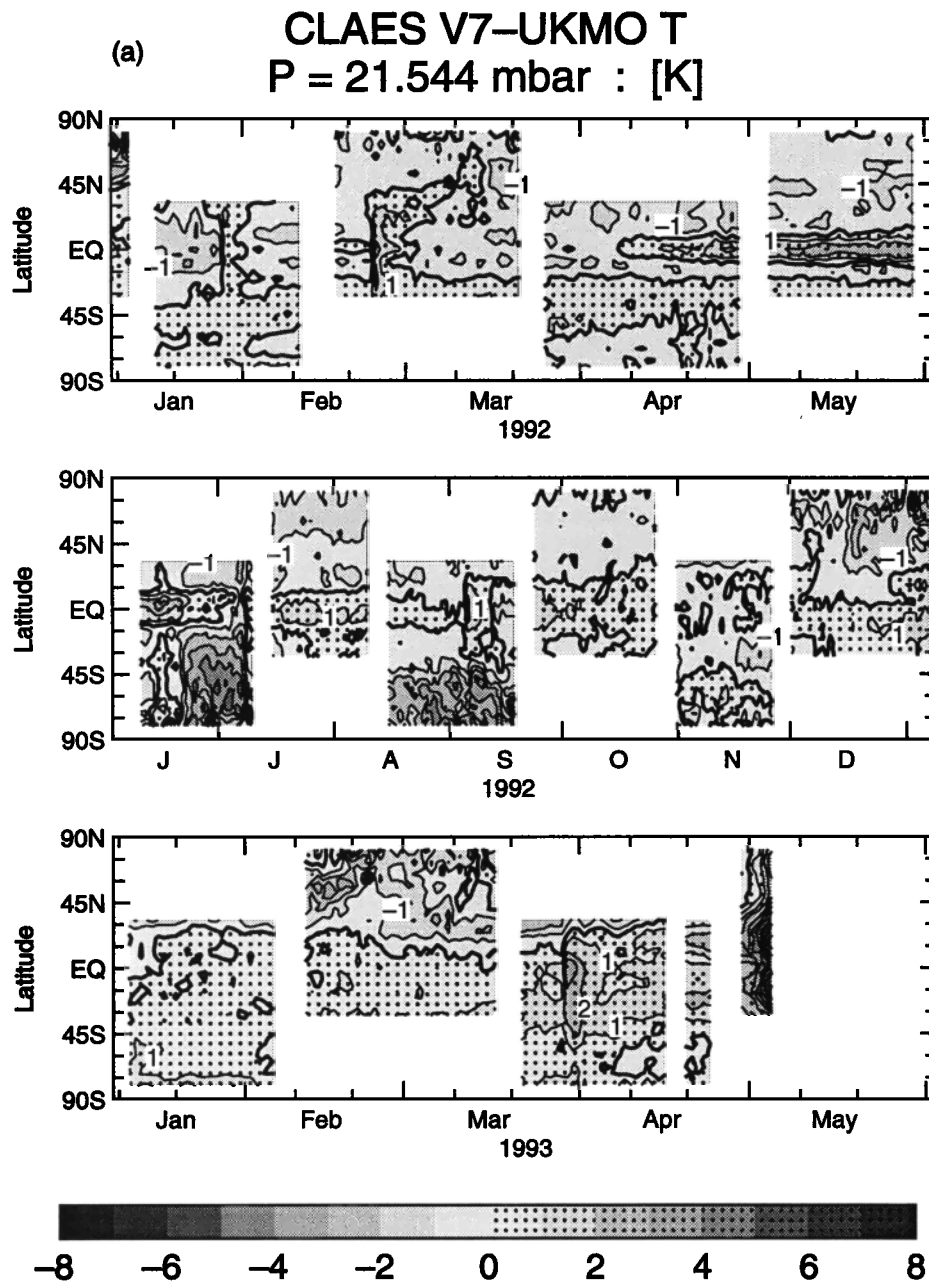 (a)
CLAES V7–UKMO T
P = 21.544 mbar : [K]
90N
45N
EQ
45S
90S
Latitude
–1
–1
1
–1
–1
1
Jan Feb Mar Apr May
1992
90N
45N
EQ
45S
90S
Latitude
–1
–1
1
1
–1
–1
1
J J A S O N D
1992
90N
45N
EQ
45S
90S
Latitude
–1
1
1
2
1
Jan Feb Mar Apr May
1993
–8 –6 –4 –2 0 2 4 6 8